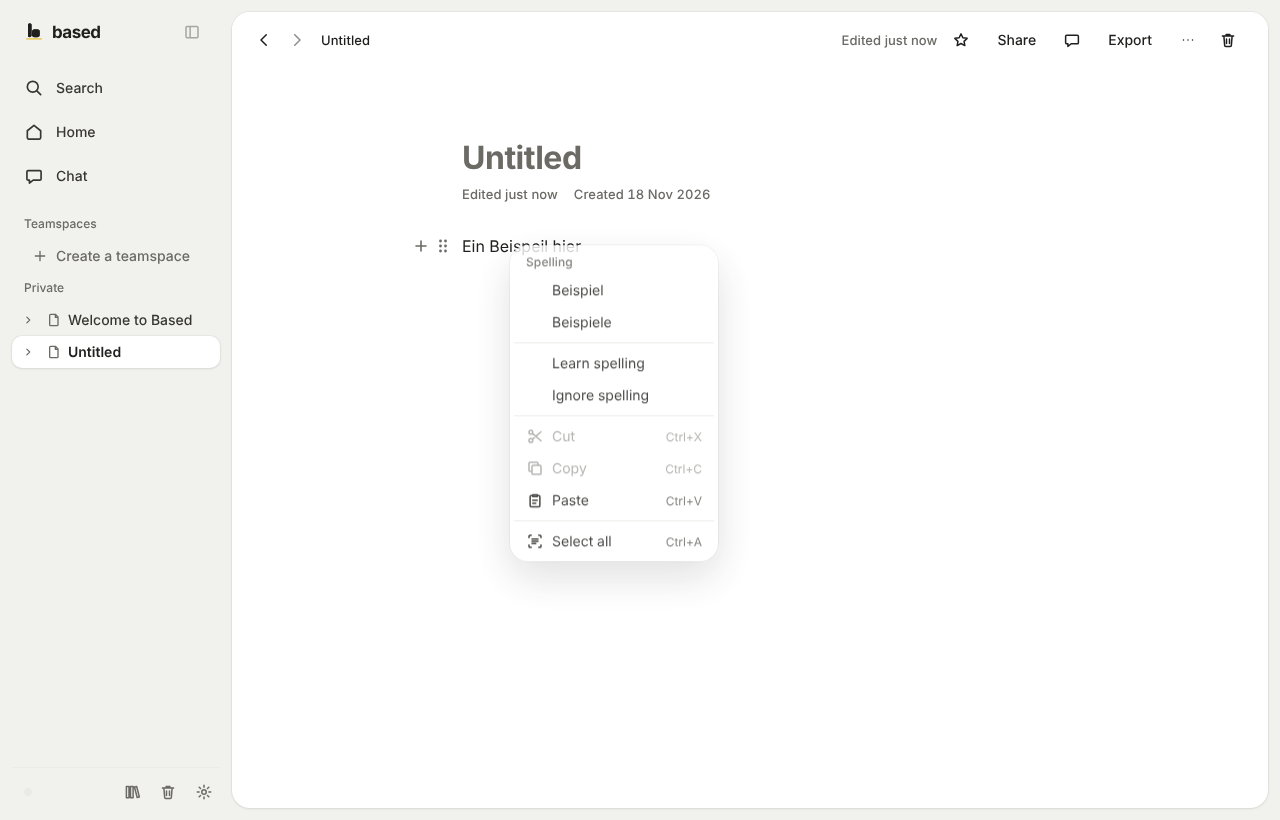 based
Search
Home
Chat
Teamspaces
Create a teamspace
Private
Welcome to Based
Untitled
Untitled
Edited just now
Share
Export
Untitled
Edited just now Created 18 Nov 2026
Ein Beispeil hier
Spelling
Beispiel
Beispiele
Learn spelling
Ignore spelling
Cut Ctrl+X
Copy Ctrl+C
Paste Ctrl+V
Select all Ctrl+A